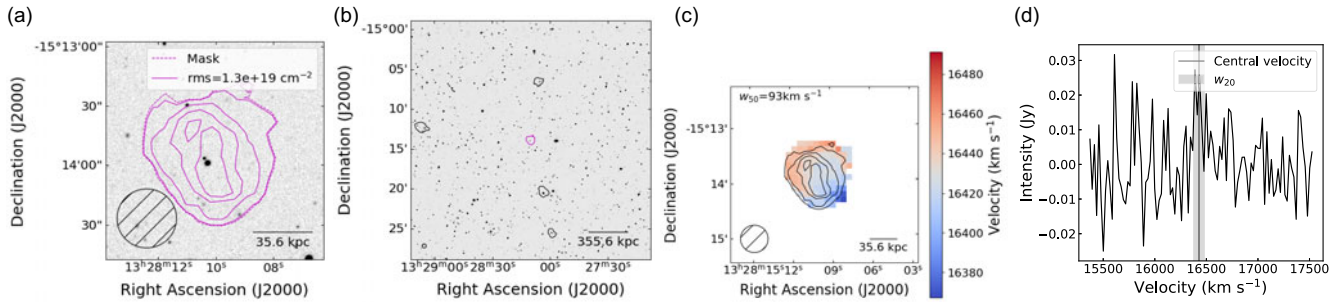 (a)
Mask
rms=1.3e+19 cm⁻²
-15°13'00"
30"
14'00"
30"
35.6 kpc
13ʰ28ᵐ12ˢ
10ˢ
08ˢ
Right Ascension (J2000)
Declination (J2000)
(b)
-15°00'
05'
10'
15'
20'
25'
355.6 kpc
13ʰ29ᵐ00ˢ
28ᵐ30ˢ
00ˢ
27ᵐ30ˢ
Right Ascension (J2000)
Declination (J2000)
(c)
w₅₀=93km s⁻¹
-15°13'
14'
15'
35.6 kpc
13ʰ28ᵐ15ˢ
12ˢ
09ˢ
06ˢ
03ˢ
Right Ascension (J2000)
Declination (J2000)
16480
16460
16440
16420
16400
16380
Velocity (km s⁻¹)
(d)
Central velocity
w₂₀
0.03
0.02
0.01
0.00
−0.01
−0.02
Intensity (Jy)
15500
16000
16500
17000
17500
Velocity (km s⁻¹)